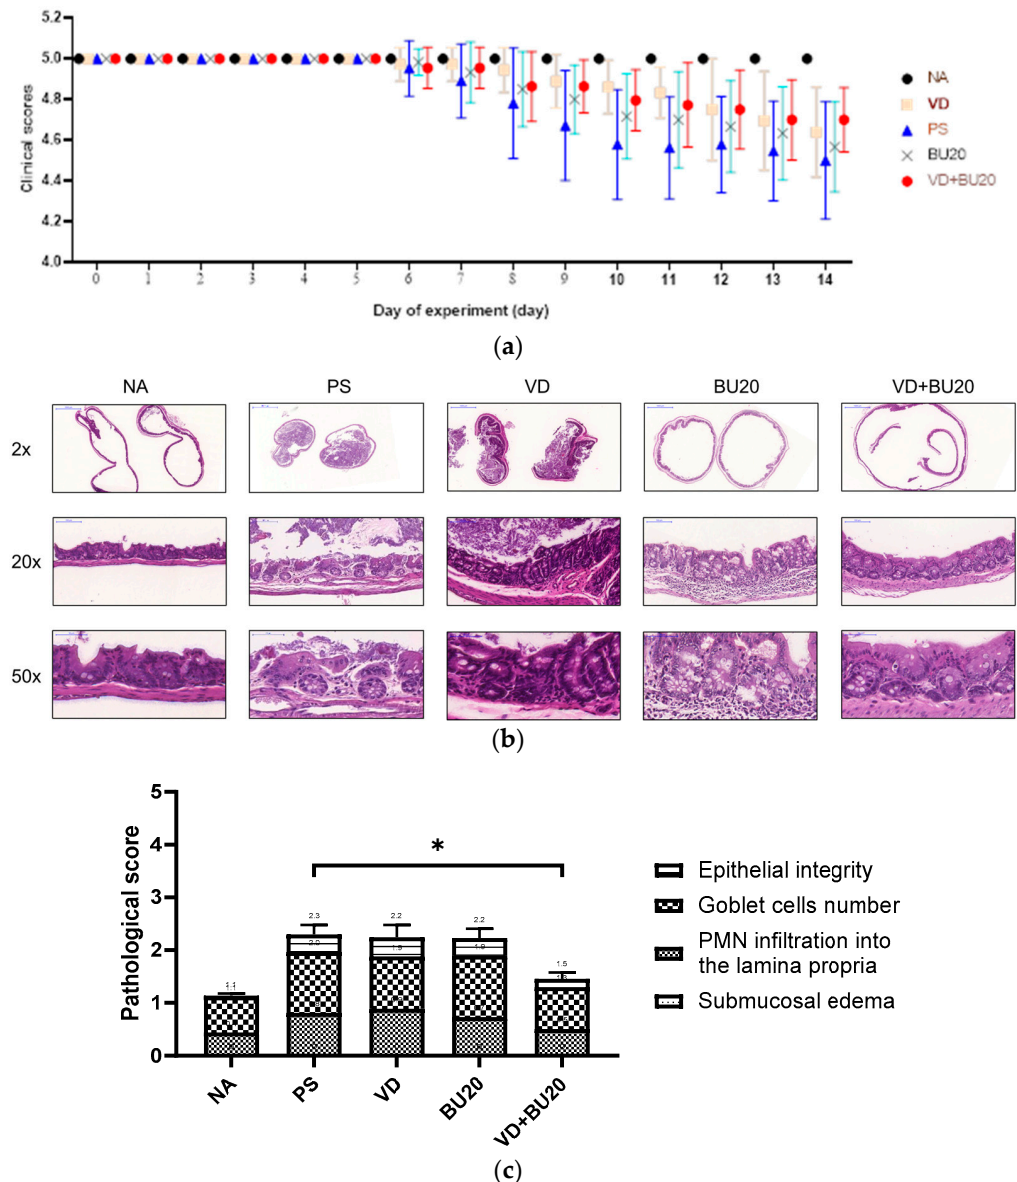 5.2
5.0
4.8
4.6
4.4
4.2
4.0
Clinical scores
0 1 2 3 4 5 6 7 8 9 10 11 12 13 14
Day of experiment (day)
NA
VD
PS
BU20
VD+BU20
(a)
NA PS VD BU20 VD+BU20
2x
20x
50x
(b)
5
4
3
2
1
0
Pathological score
*
2.3 2.2 2.2
2.0 1.9 1.9
1.5
1.1
NA PS VD BU20 VD+BU20
Epithelial integrity
Goblet cells number
PMN infiltration into
the lamina propria
Submucosal edema
(c)